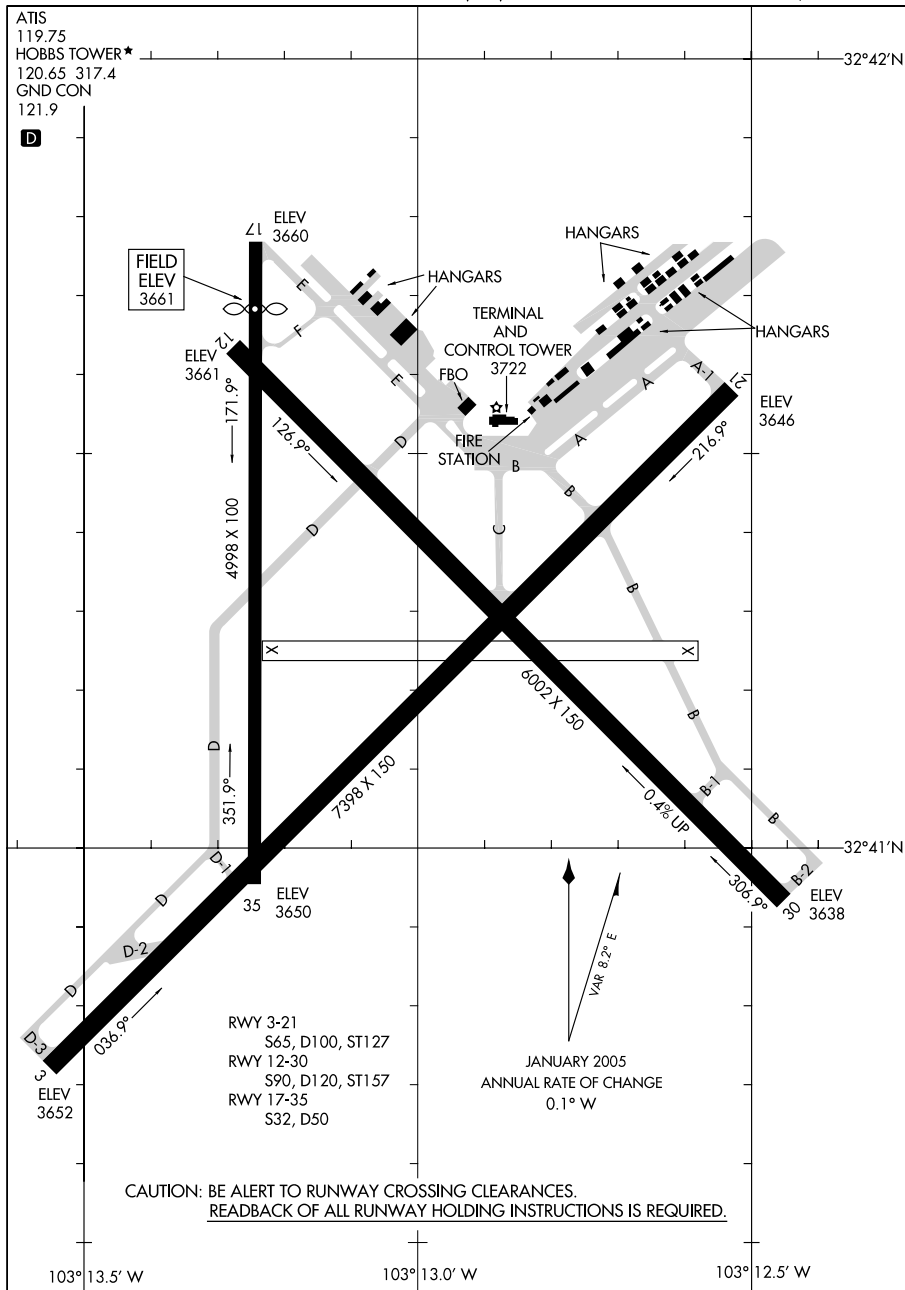 ATIS
119.75
HOBBS TOWER★
120.65 317.4
GND CON
121.9
D
32°42'N
17
ELEV
3660
FIELD
ELEV
3661
HANGARS
HANGARS
HANGARS
E
F
E
TERMINAL
AND
CONTROL TOWER
3722
FBO
FIRE
STATION
12
ELEV
3661
171.9°
126.9°
4998 X 100
A-1
A
A
21
ELEV
3646
216.9°
D
D
B
B
C
B
X
X
6002 X 150
7398 X 150
D
351.9°
B
B-1
B
0.4% UP
B-2
306.9°
32°41'N
30
ELEV
3638
D-1
35
ELEV
3650
D
D-2
D
D-3
036.9°
3
ELEV
3652
VAR 8.2° E
RWY 3-21
S65, D100, ST127
RWY 12-30
S90, D120, ST157
RWY 17-35
S32, D50
JANUARY 2005
ANNUAL RATE OF CHANGE
0.1° W
CAUTION: BE ALERT TO RUNWAY CROSSING CLEARANCES.
READBACK OF ALL RUNWAY HOLDING INSTRUCTIONS IS REQUIRED.
103°13.5' W
103°13.0' W
103°12.5' W